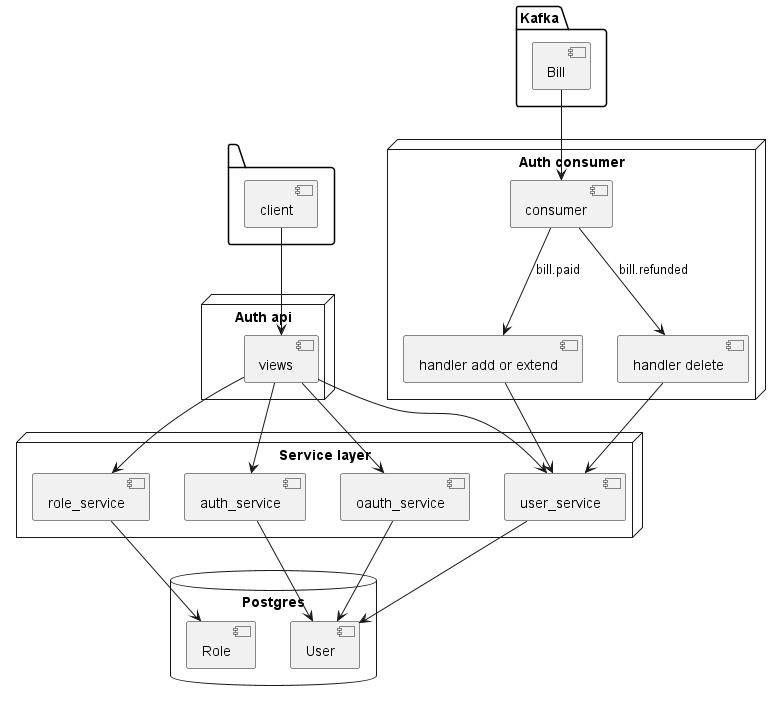 Kafka
Bill
Auth consumer
client
consumer
bill.paid
bill.refunded
Auth api
views
handler add or extend
handler delete
Service layer
role_service
auth_service
oauth_service
user_service
Postgres
Role
User